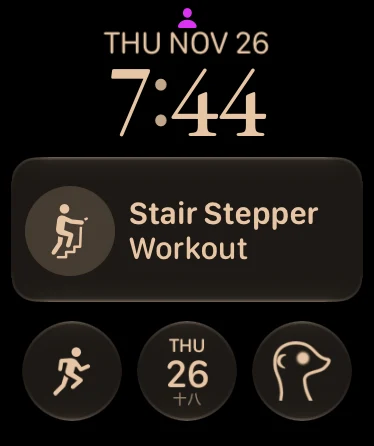 THU NOV 26
7:44
Stair Stepper
Workout
THU
26
十八